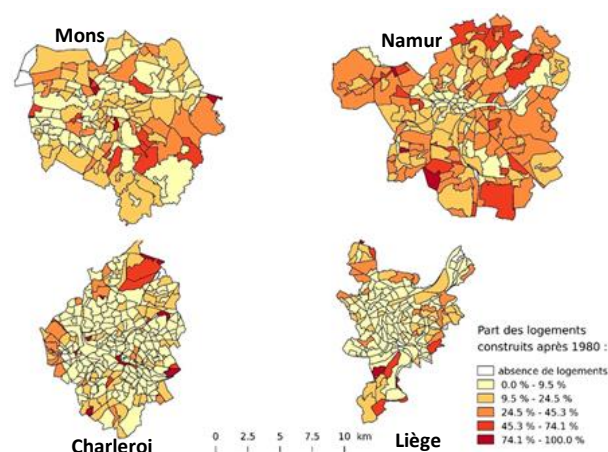 Mons
Namur
Charleroi
Liège
0 2.5 5 7.5 10 km
Part des logements
construits après 1980 :
absence de logements
0.0 % - 9.5 %
9.5 % - 24.5 %
24.5 % - 45.3 %
45.3 % - 74.1 %
74.1 % - 100.0 %